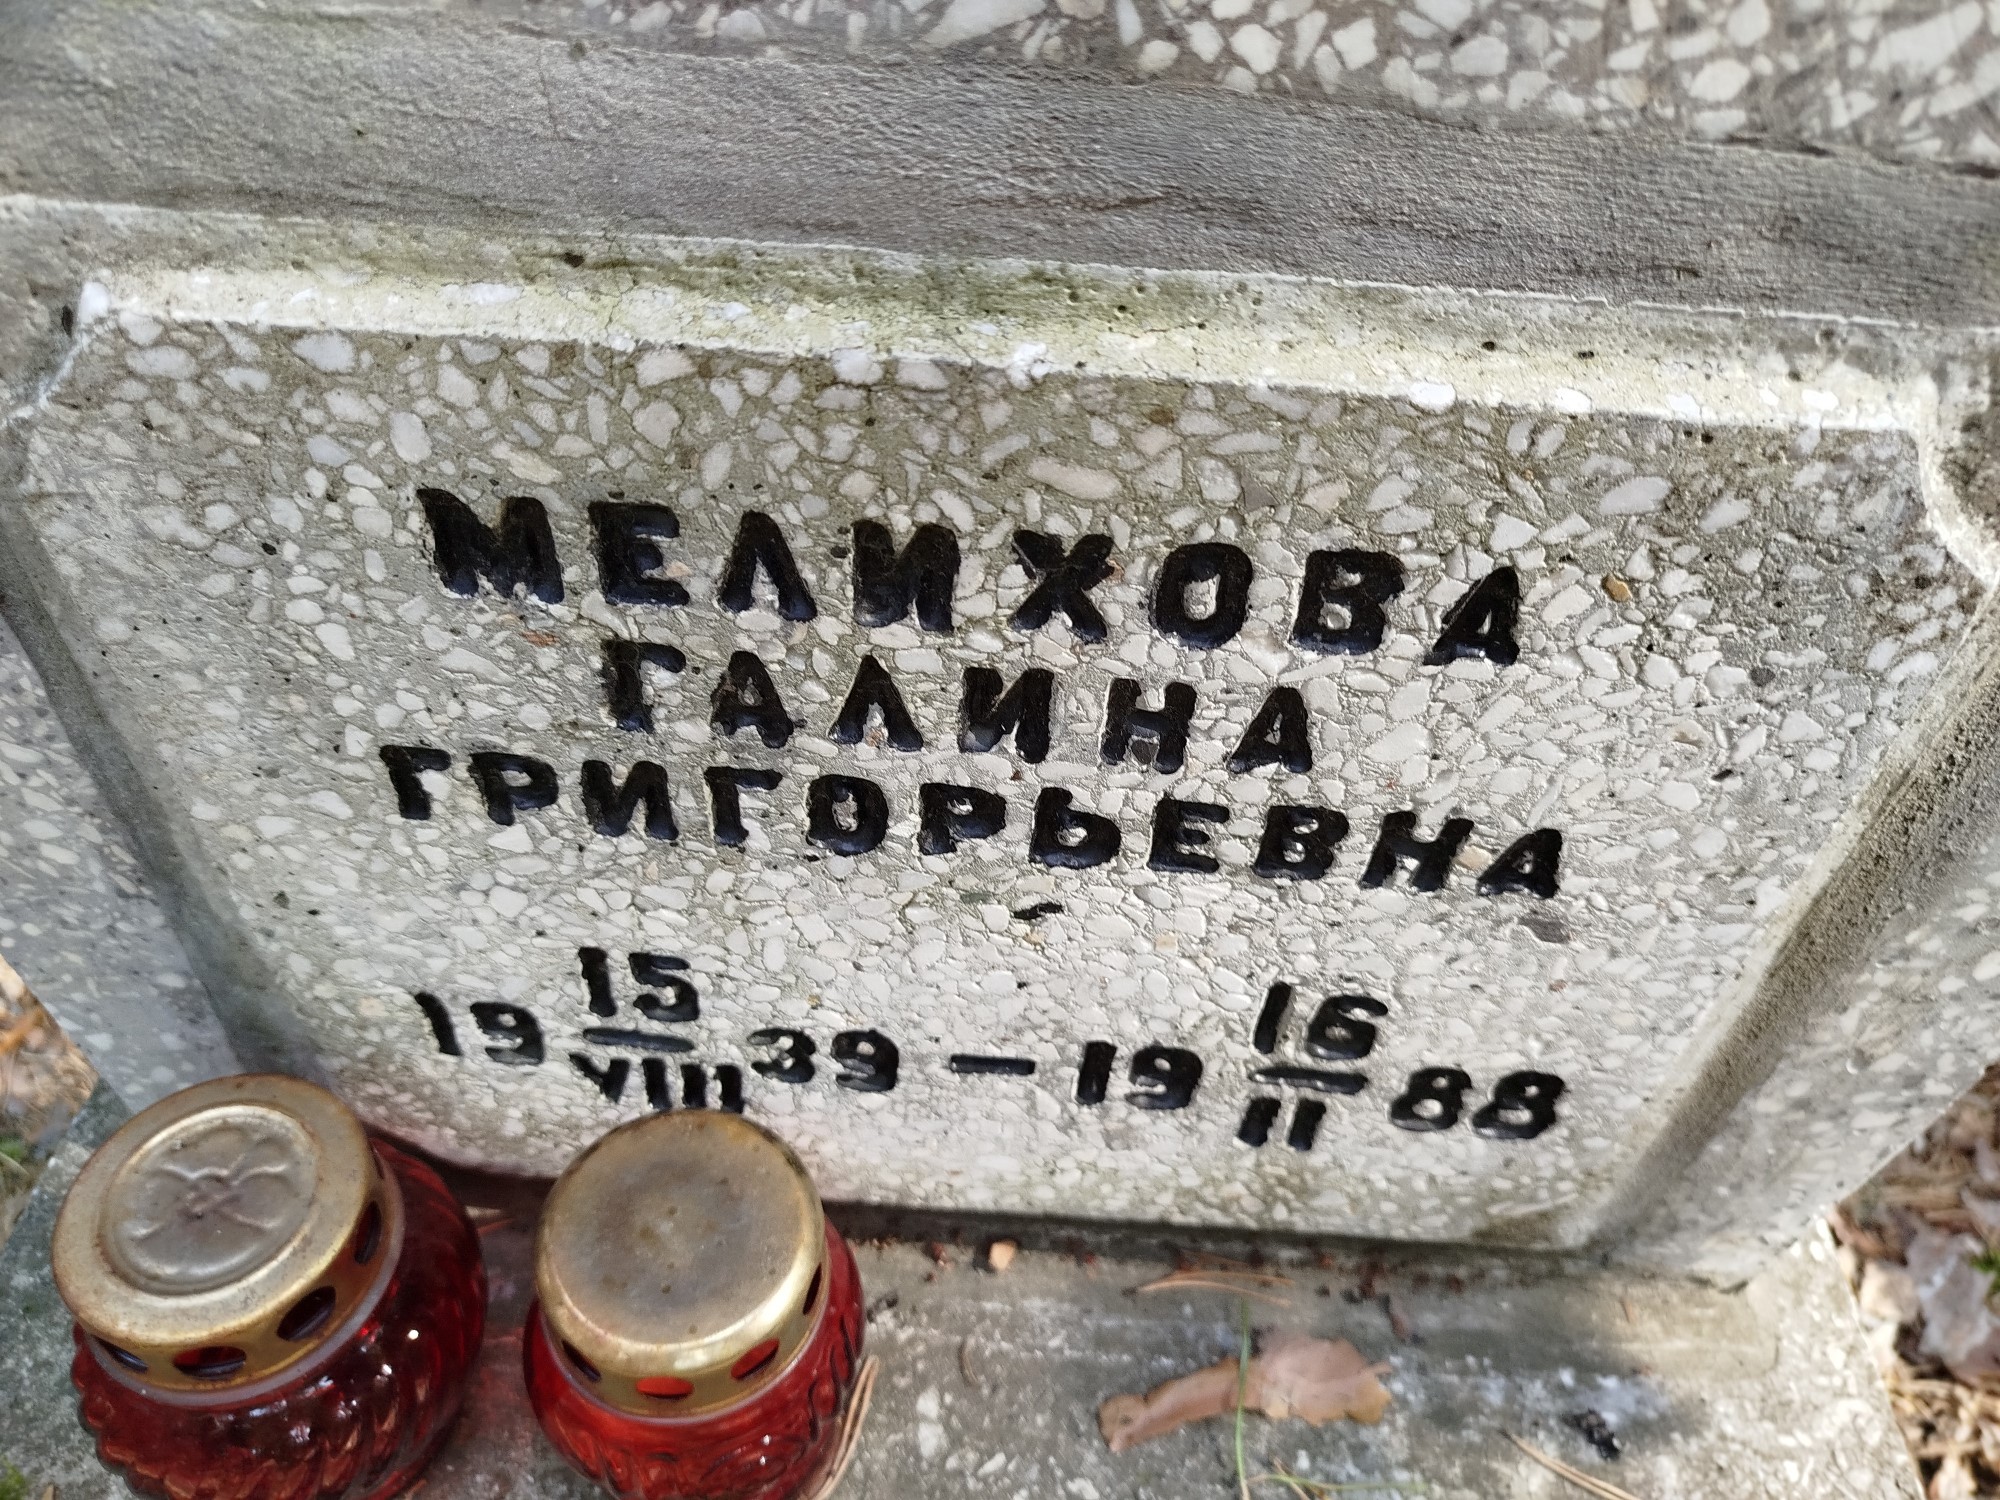 МЕЛИХОВА
ГАЛИНА
ГРИГОРЬЕВНА
19 15/VIII 39 — 19 16/II 88